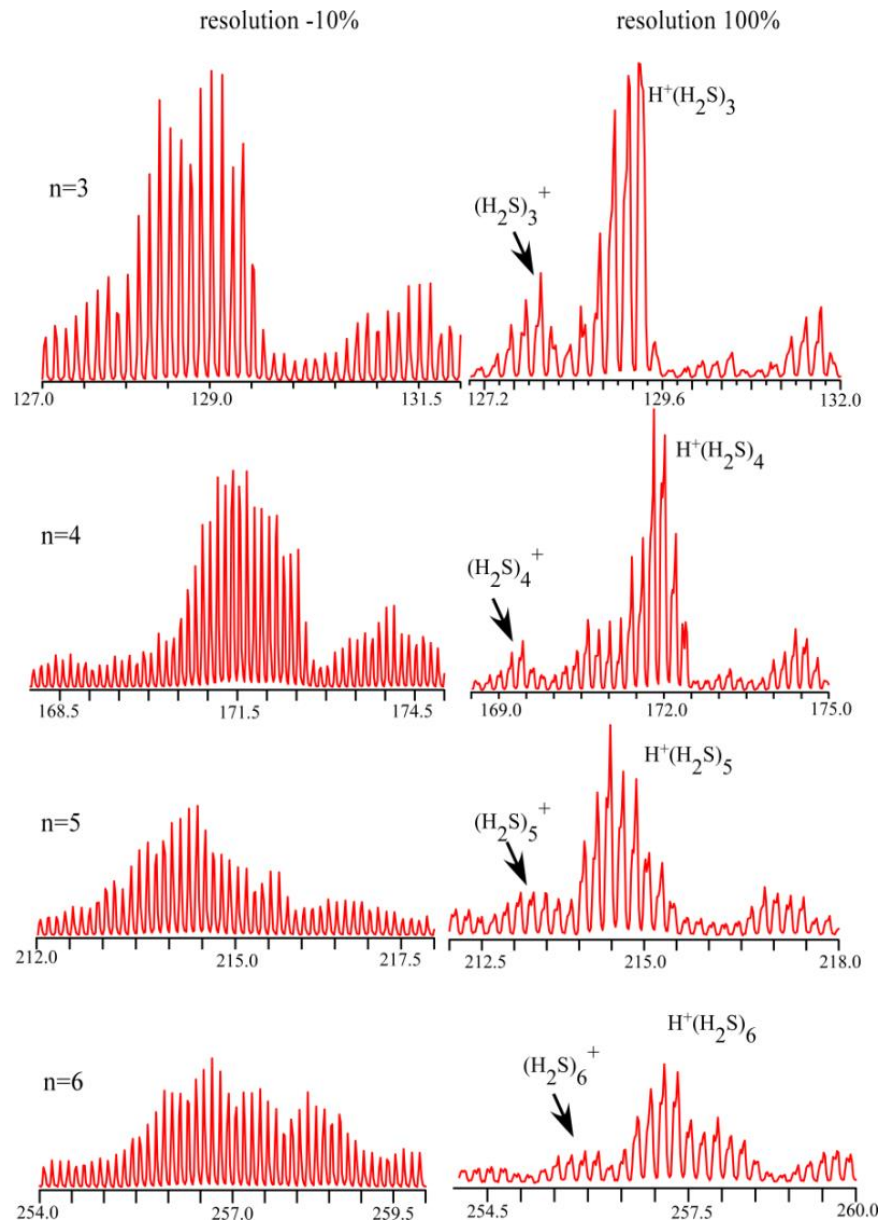 resolution -10%
resolution 100%
n=3
(H₂S)₃⁺
H⁺(H₂S)₃
127.0 129.0 131.5
127.2 129.6 132.0
n=4
(H₂S)₄⁺
H⁺(H₂S)₄
168.5 171.5 174.5
169.0 172.0 175.0
n=5
(H₂S)₅⁺
H⁺(H₂S)₅
212.0 215.0 217.5
212.5 215.0 218.0
n=6
(H₂S)₆⁺
H⁺(H₂S)₆
254.0 257.0 259.5
254.5 257.5 260.0